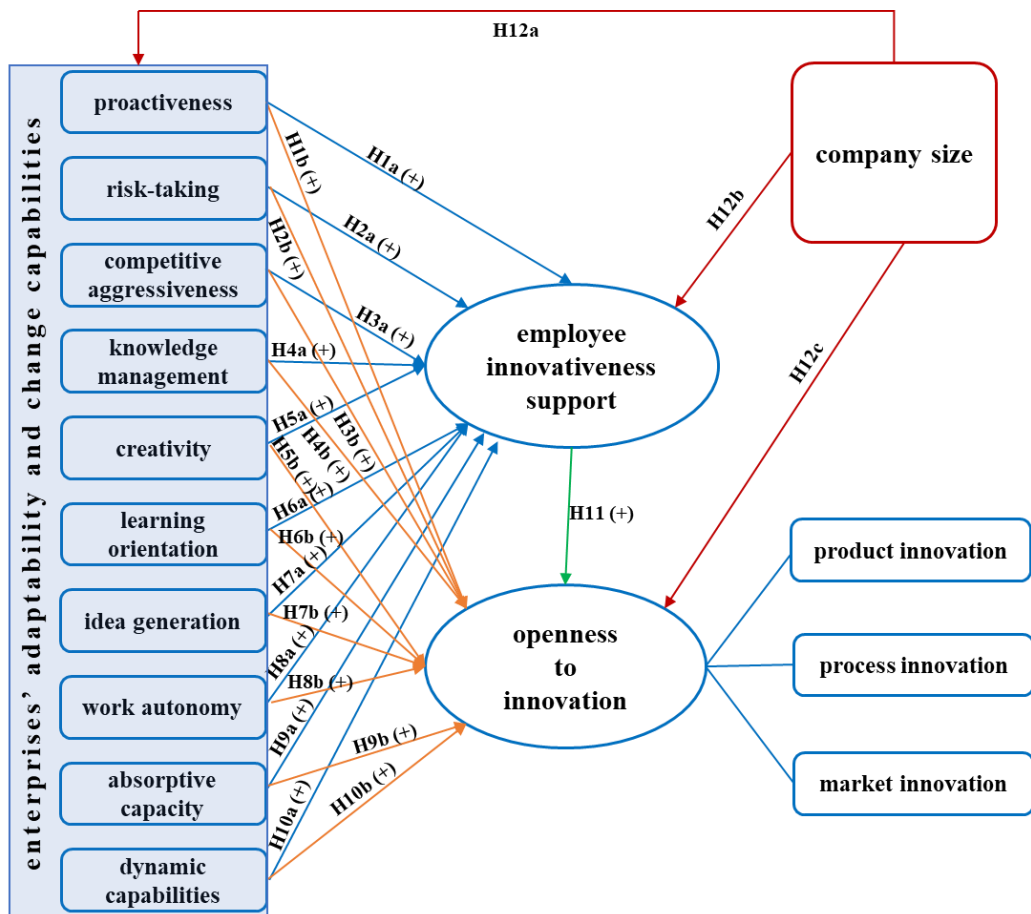 H12a
enterprises’ adaptability and change capabilities
proactiveness
risk-taking
competitive
aggressiveness
knowledge
management
creativity
learning
orientation
idea generation
work autonomy
absorptive
capacity
dynamic
capabilities
H1a (+)
H1b (+)
H2a (+)
H2b (+)
H3a (+)
H4a (+)
H5a (+)
H3b (+)
H4b (+)
H5b (+)
H6a (+)
H6b (+)
H7a (+)
H7b (+)
H8a (+)
H8b (+)
H9a (+)
H9b (+)
H10a (+)
H10b (+)
employee
innovativeness
support
H11 (+)
openness
to
innovation
company size
H12b
H12c
product innovation
process innovation
market innovation